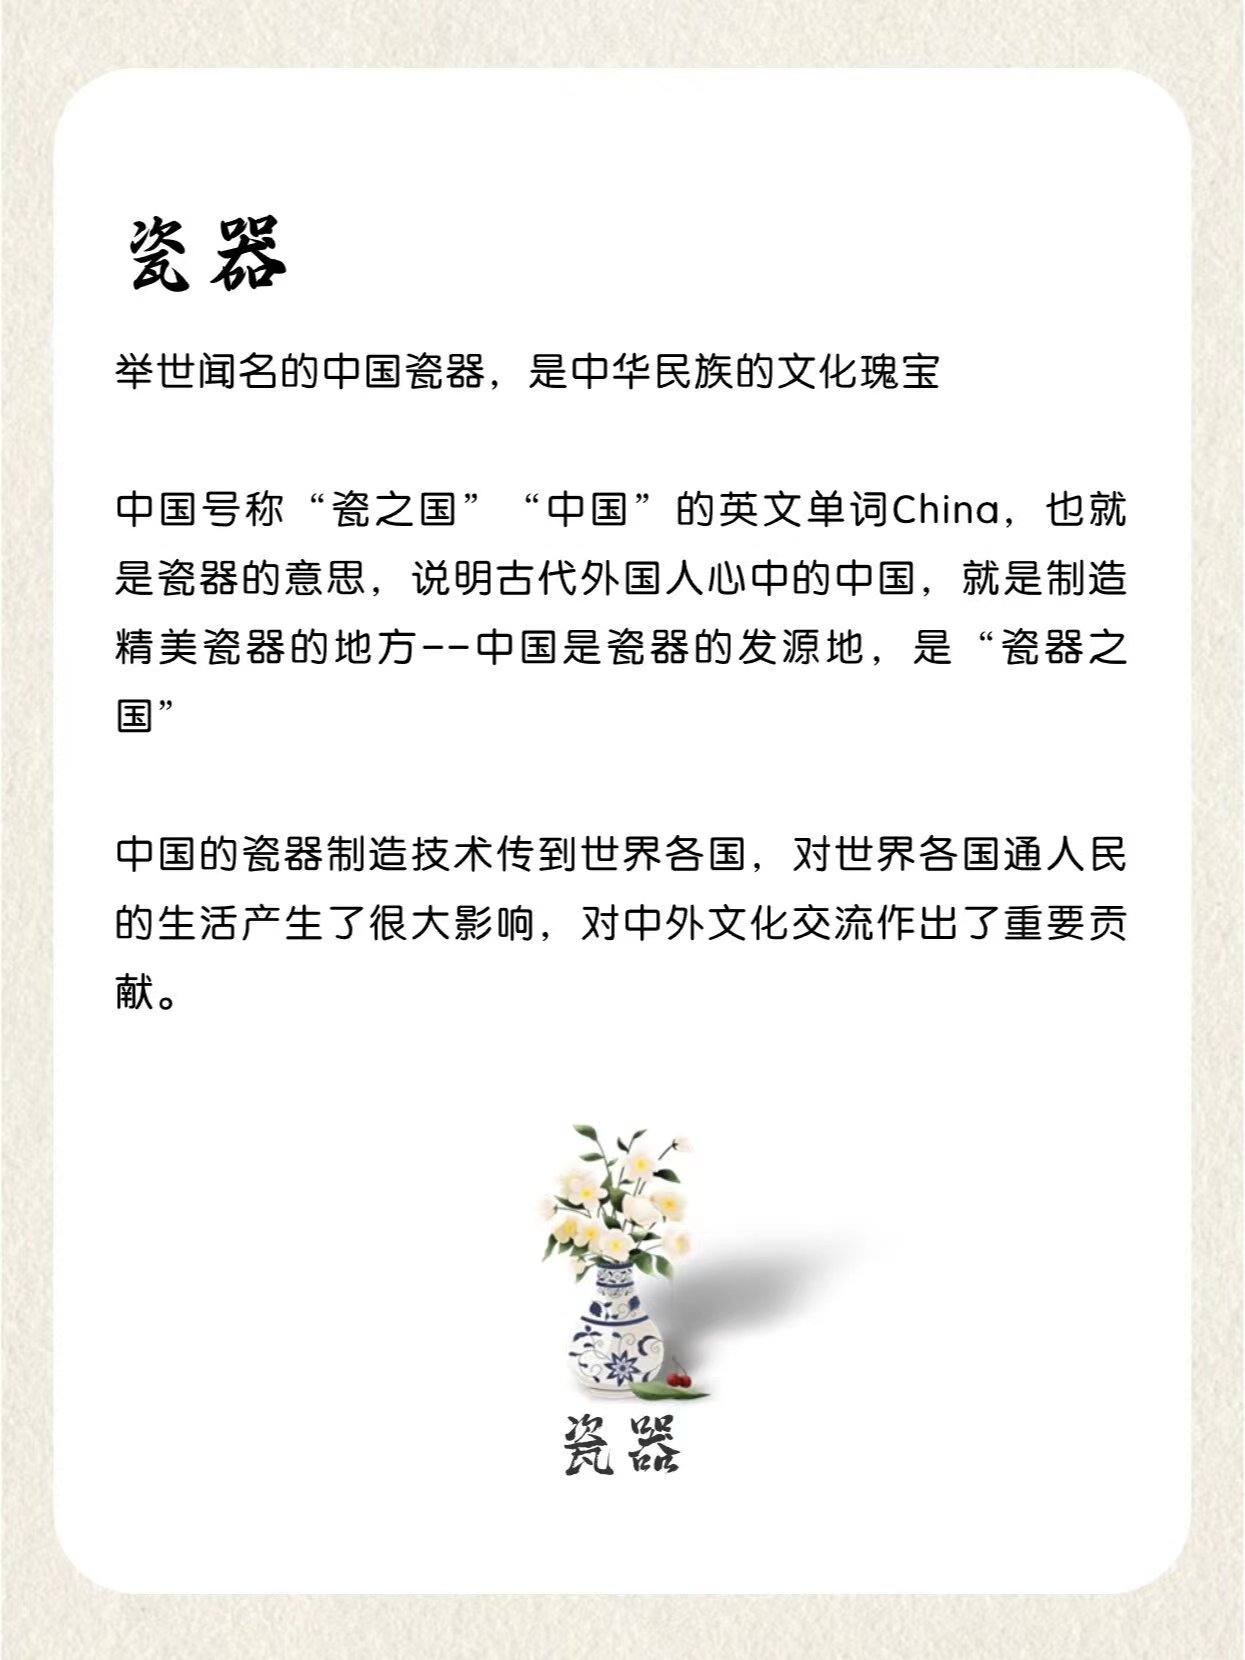 瓷器
举世闻名的中国瓷器，是中华民族的文化瑰宝
中国号称“瓷之国”“中国”的英文单词China，也就
是瓷器的意思，说明古代外国人心中的中国，就是制造
精美瓷器的地方--中国是瓷器的发源地，是“瓷器之
国”
中国的瓷器制造技术传到世界各国，对世界各国通人民
的生活产生了很大影响，对中外文化交流作出了重要贡
献。
瓷器